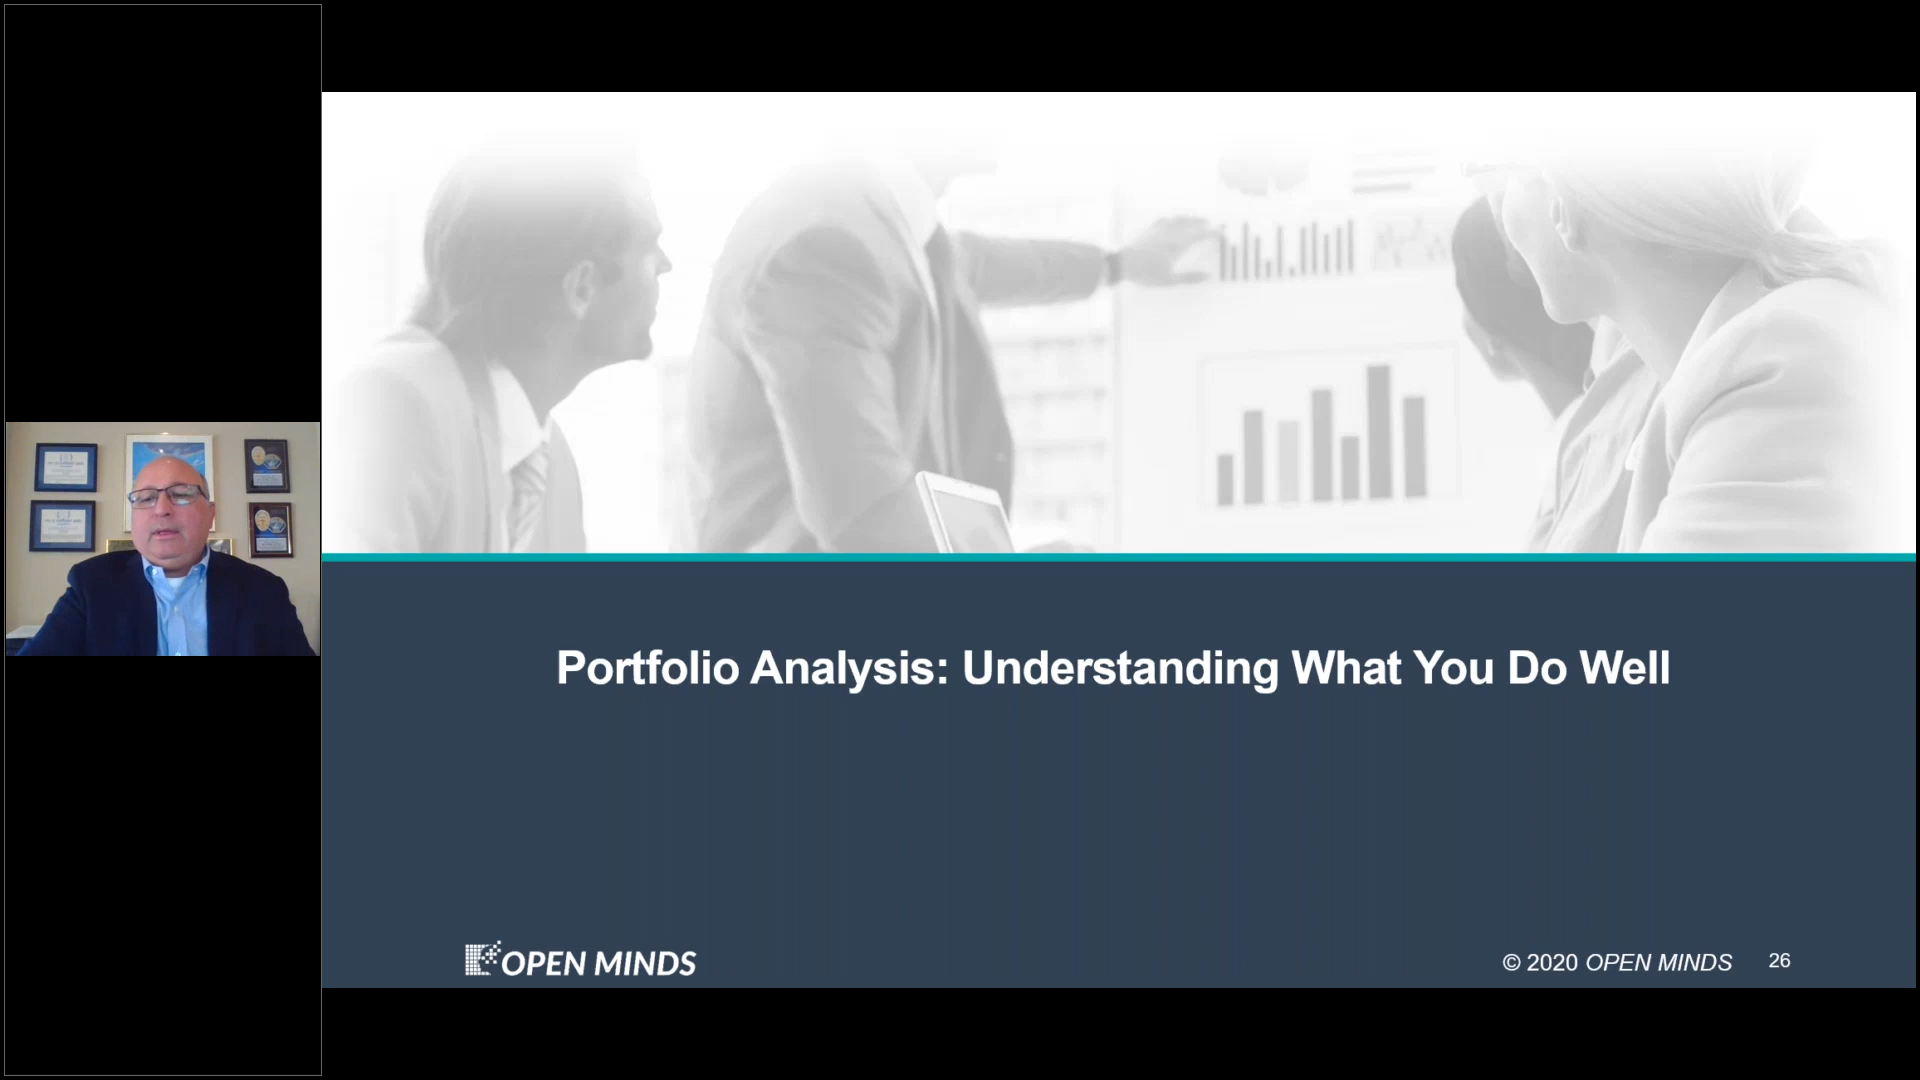 Portfolio Analysis: Understanding What You Do Well
OPEN MINDS
© 2020 OPEN MINDS
26